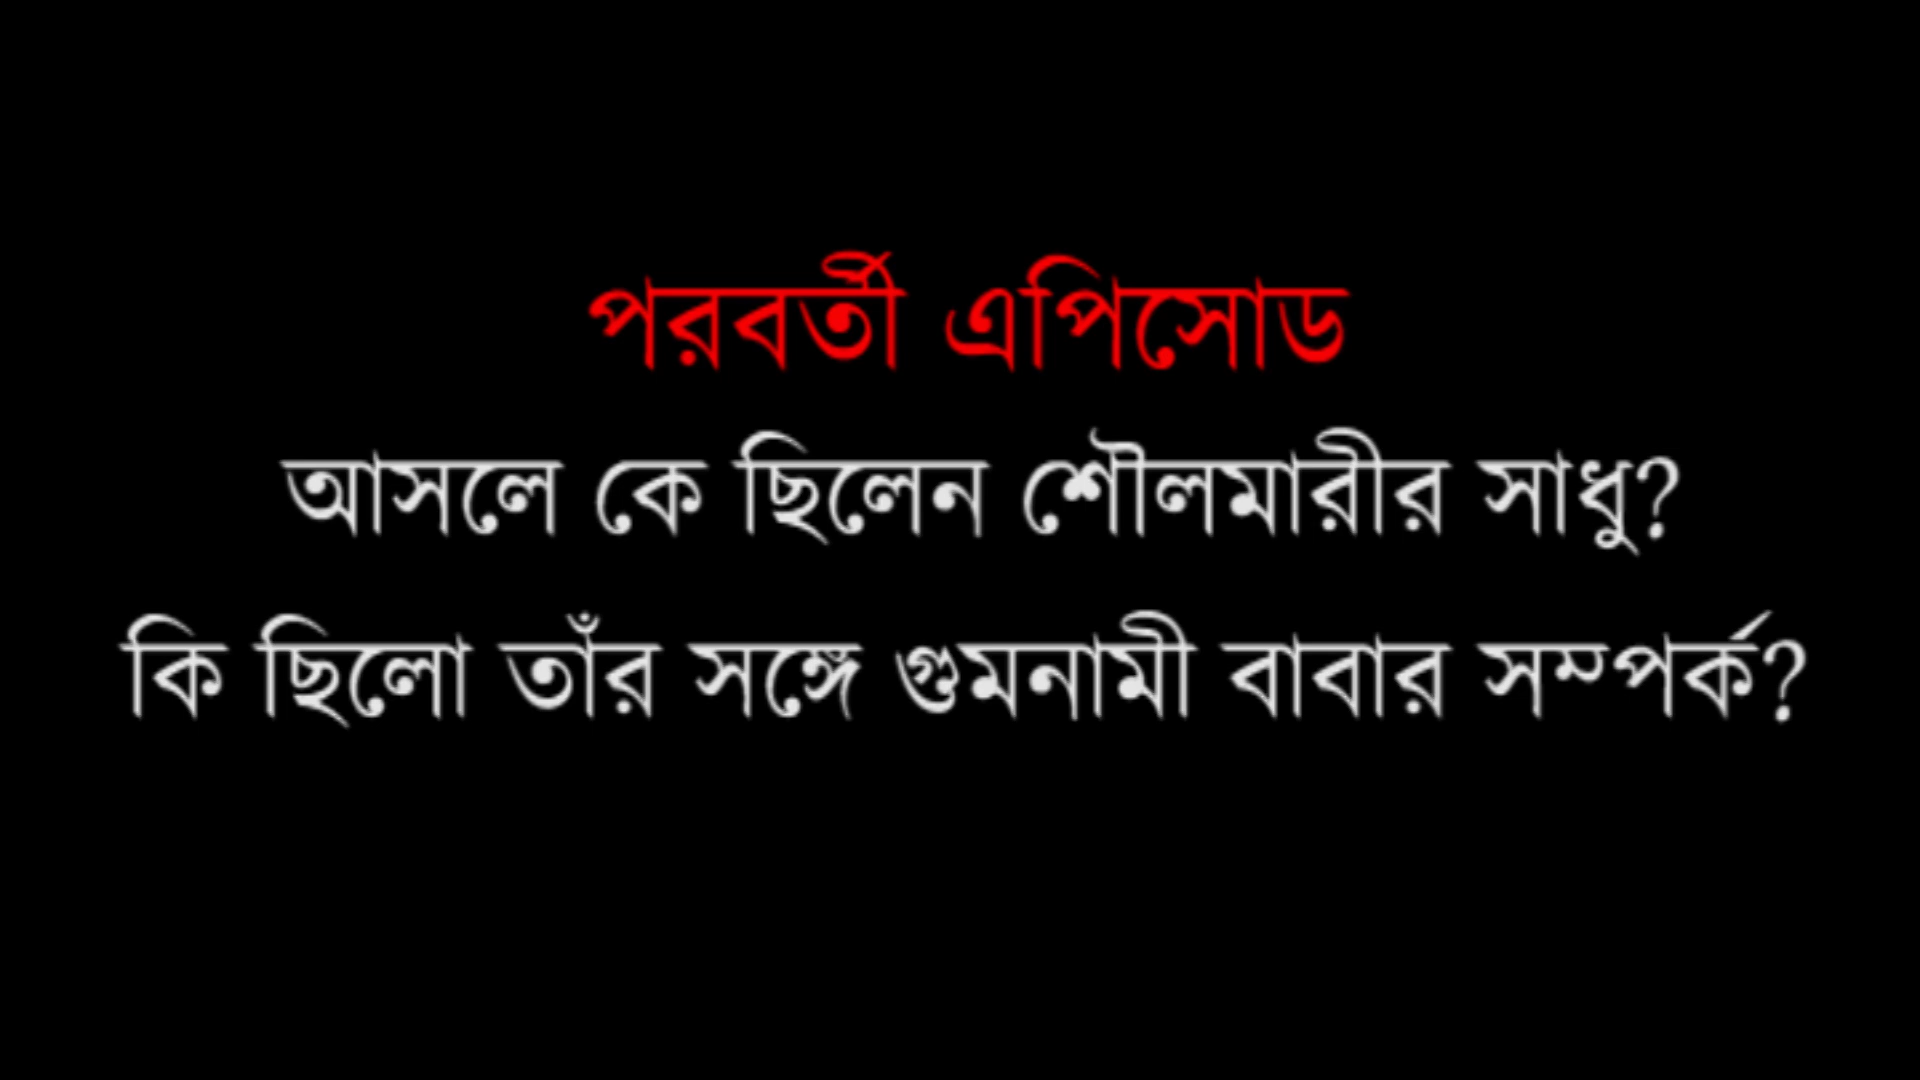 পরবর্তী এপিসোড
আসলে কে ছিলেন শৌলমারীর সাধু?
কি ছিলো তাঁর সঙ্গে গুমনামী বাবার সম্পর্ক?